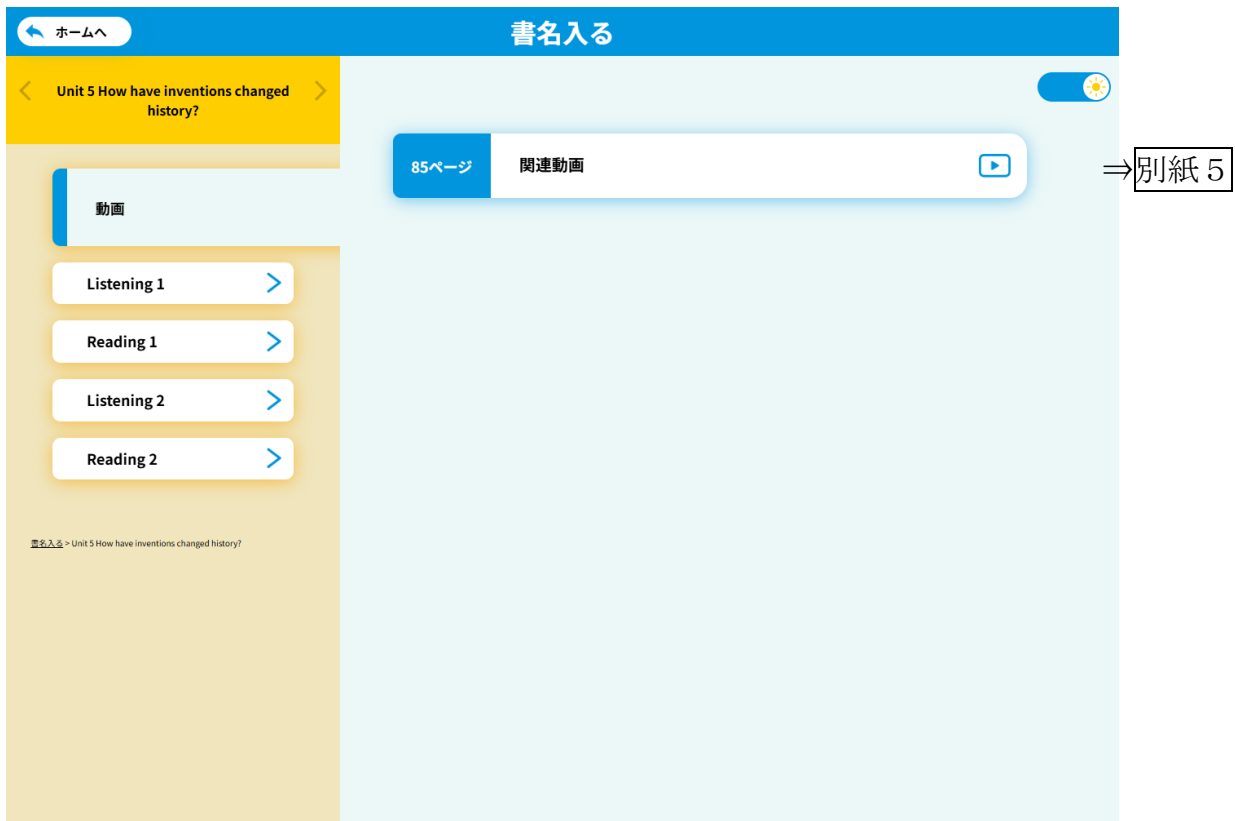 ホームへ
書名入る
Unit 5 How have inventions changed
history?
動画
Listening 1
Reading 1
Listening 2
Reading 2
書名入る > Unit 5 How have inventions changed history?
85ページ
関連動画
⇒別紙５